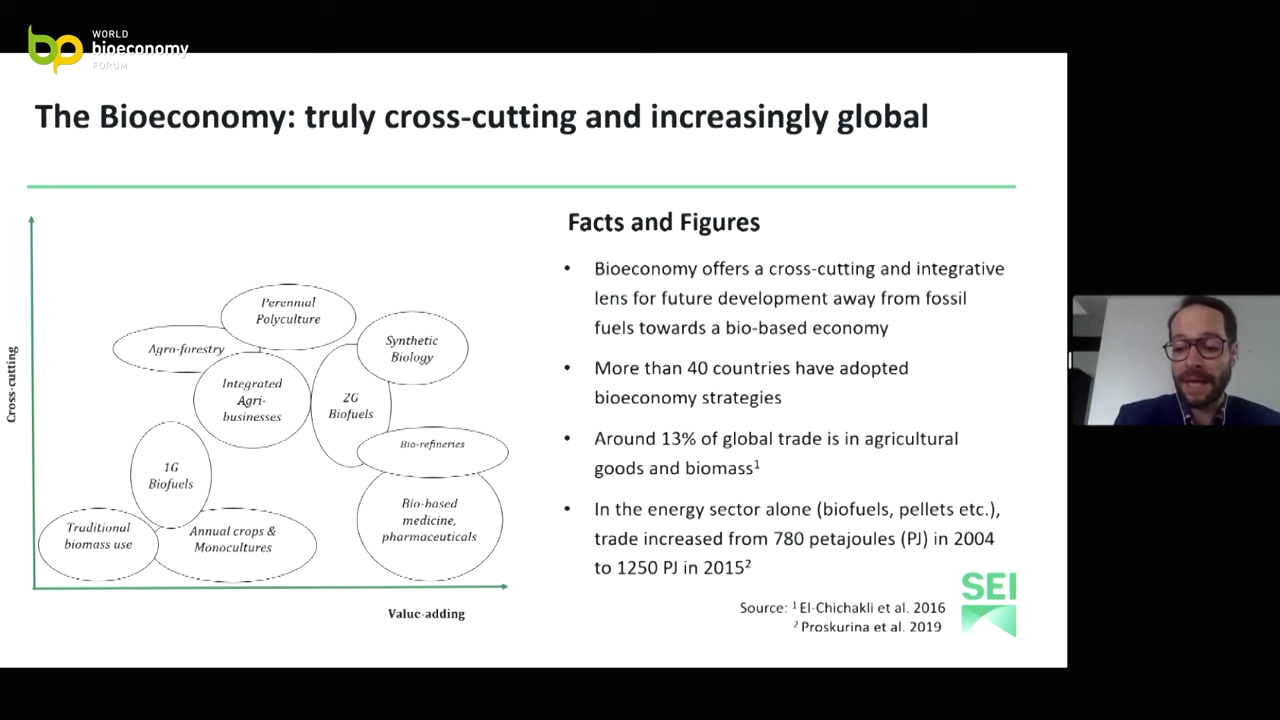 WORLD
bioeconomy
FORUM
The Bioeconomy: truly cross-cutting and increasingly global
Cross-cutting
Perennial
Polyculture
Agro-forestry
Synthetic
Biology
Integrated
Agri-
businesses
2G
Biofuels
Bio-refineries
1G
Biofuels
Bio-based
medicine,
pharmaceuticals
Traditional
biomass use
Annual crops &
Monocultures
Value-adding
Facts and Figures
• Bioeconomy offers a cross-cutting and integrative
lens for future development away from fossil
fuels towards a bio-based economy
• More than 40 countries have adopted
bioeconomy strategies
• Around 13% of global trade is in agricultural
goods and biomass¹
• In the energy sector alone (biofuels, pellets etc.),
trade increased from 780 petajoules (PJ) in 2004
to 1250 PJ in 2015²
SEI
Source: ¹ El-Chichakli et al. 2016
² Proskurina et al. 2019